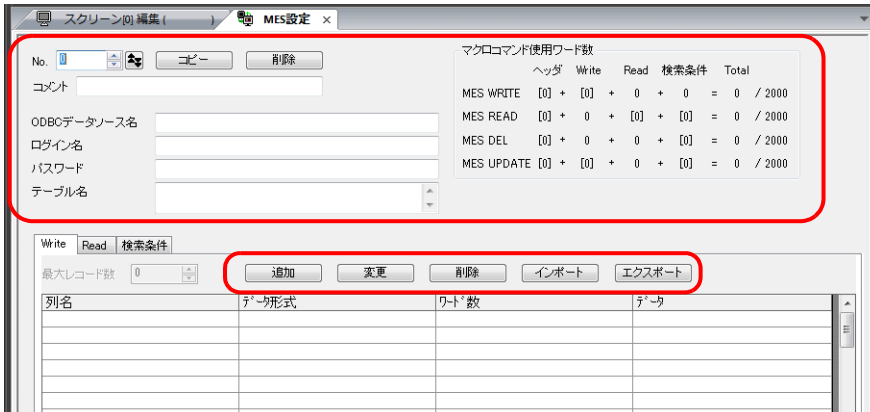 スクリーン[0] 編集 ( ) MES設定 ×
No. 0 コピー 削除
コメント
ODBCデータソース名
ログイン名
パスワード
テーブル名
マクロコマンド使用ワード数
ヘッダ Write Read 検索条件 Total
MES WRITE [0] + [0] + 0 + 0 = 0 / 2000
MES READ [0] + 0 + [0] + [0] = 0 / 2000
MES DEL [0] + 0 + 0 + [0] = 0 / 2000
MES UPDATE [0] + [0] + 0 + [0] = 0 / 2000
Write Read 検索条件
最大レコード数 0 追加 変更 削除 インポート エクスポート
列名 データ形式 ワード数 データ